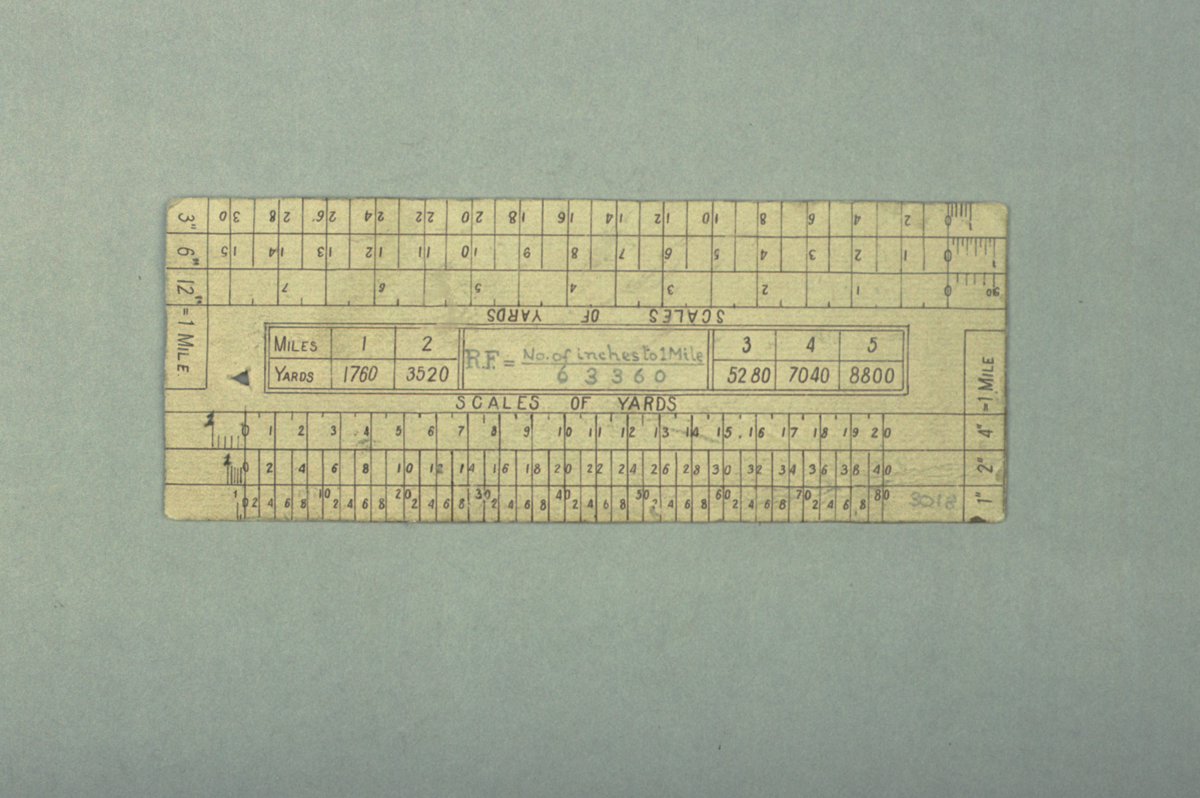 3" 30 28 26 24 22 20 18 16 14 12 10 8 6 4 2 0 1
6" 15 14 13 12 11 10 9 8 7 6 5 4 3 2 1 0 1
12" = 1 MILE. 7 6 5 4 3 2 1 0 90
SCALES OF YARDS
MILES 1 2 3 4 5
R.F. = No. of inches to 1 Mile
63360
YARDS 1760 3520 5280 7040 8800
SCALES OF YARDS
1 0 1 2 3 4 5 6 7 8 9 10 11 12 13 14 15 16 17 18 19 20 4" = 1 MILE
1 0 2 4 6 8 10 12 14 16 18 20 22 24 26 28 30 32 34 36 38 40 2"
1 10 20 30 40 50 60 70 80
0 2 4 6 8 2 4 6 8 2 4 6 8 2 4 6 8 2 4 6 8 2 4 6 8 2 4 6 8 2 4 6 8 1"